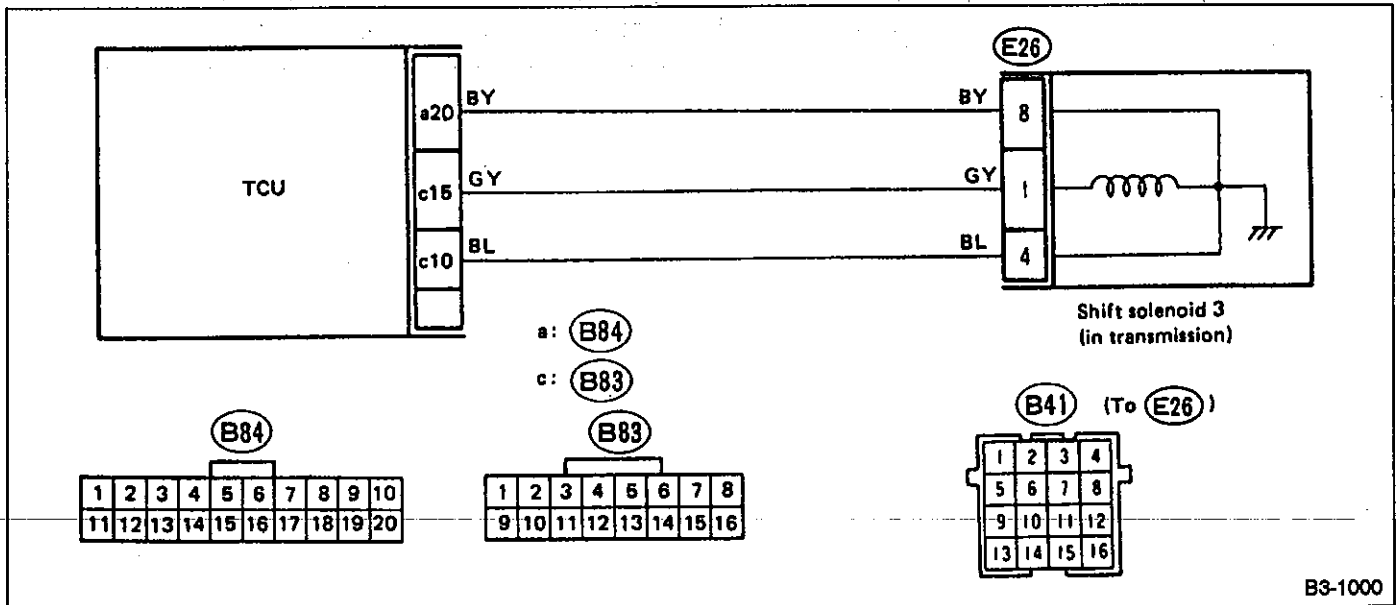 E26
a20 BY BY 8
TCU
c15 GY GY 1
c10 BL BL 4
Shift solenoid 3
(in transmission)
a: B84
c: B83
B84
1 2 3 4 5 6 7 8 9 10
11 12 13 14 15 16 17 18 19 20
B83
1 2 3 4 5 6 7 8
9 10 11 12 13 14 15 16
B41 (To E26)
1 2 3 4
5 6 7 8
9 10 11 12
13 14 15 16
B3-1000